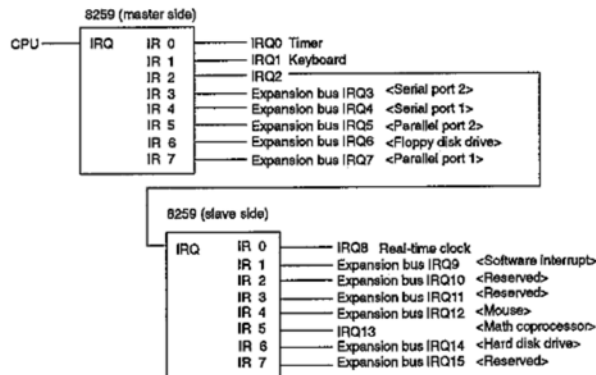 8259 (master side)
CPU IRQ IR 0 IRQ0 Timer
IR 1 IRQ1 Keyboard
IR 2 IRQ2
IR 3 Expansion bus IRQ3 <Serial port 2>
IR 4 Expansion bus IRQ4 <Serial port 1>
IR 5 Expansion bus IRQ5 <Parallel port 2>
IR 6 Expansion bus IRQ6 <Floppy disk drive>
IR 7 Expansion bus IRQ7 <Parallel port 1>
8259 (slave side)
IRQ IR 0 IRQ8 Real-time clock
IR 1 Expansion bus IRQ9 <Software interrupt>
IR 2 Expansion bus IRQ10 <Reserved>
IR 3 Expansion bus IRQ11 <Reserved>
IR 4 Expansion bus IRQ12 <Mouse>
IR 5 IRQ13 <Math coprocessor>
IR 6 Expansion bus IRQ14 <Hard disk drive>
IR 7 Expansion bus IRQ15 <Reserved>